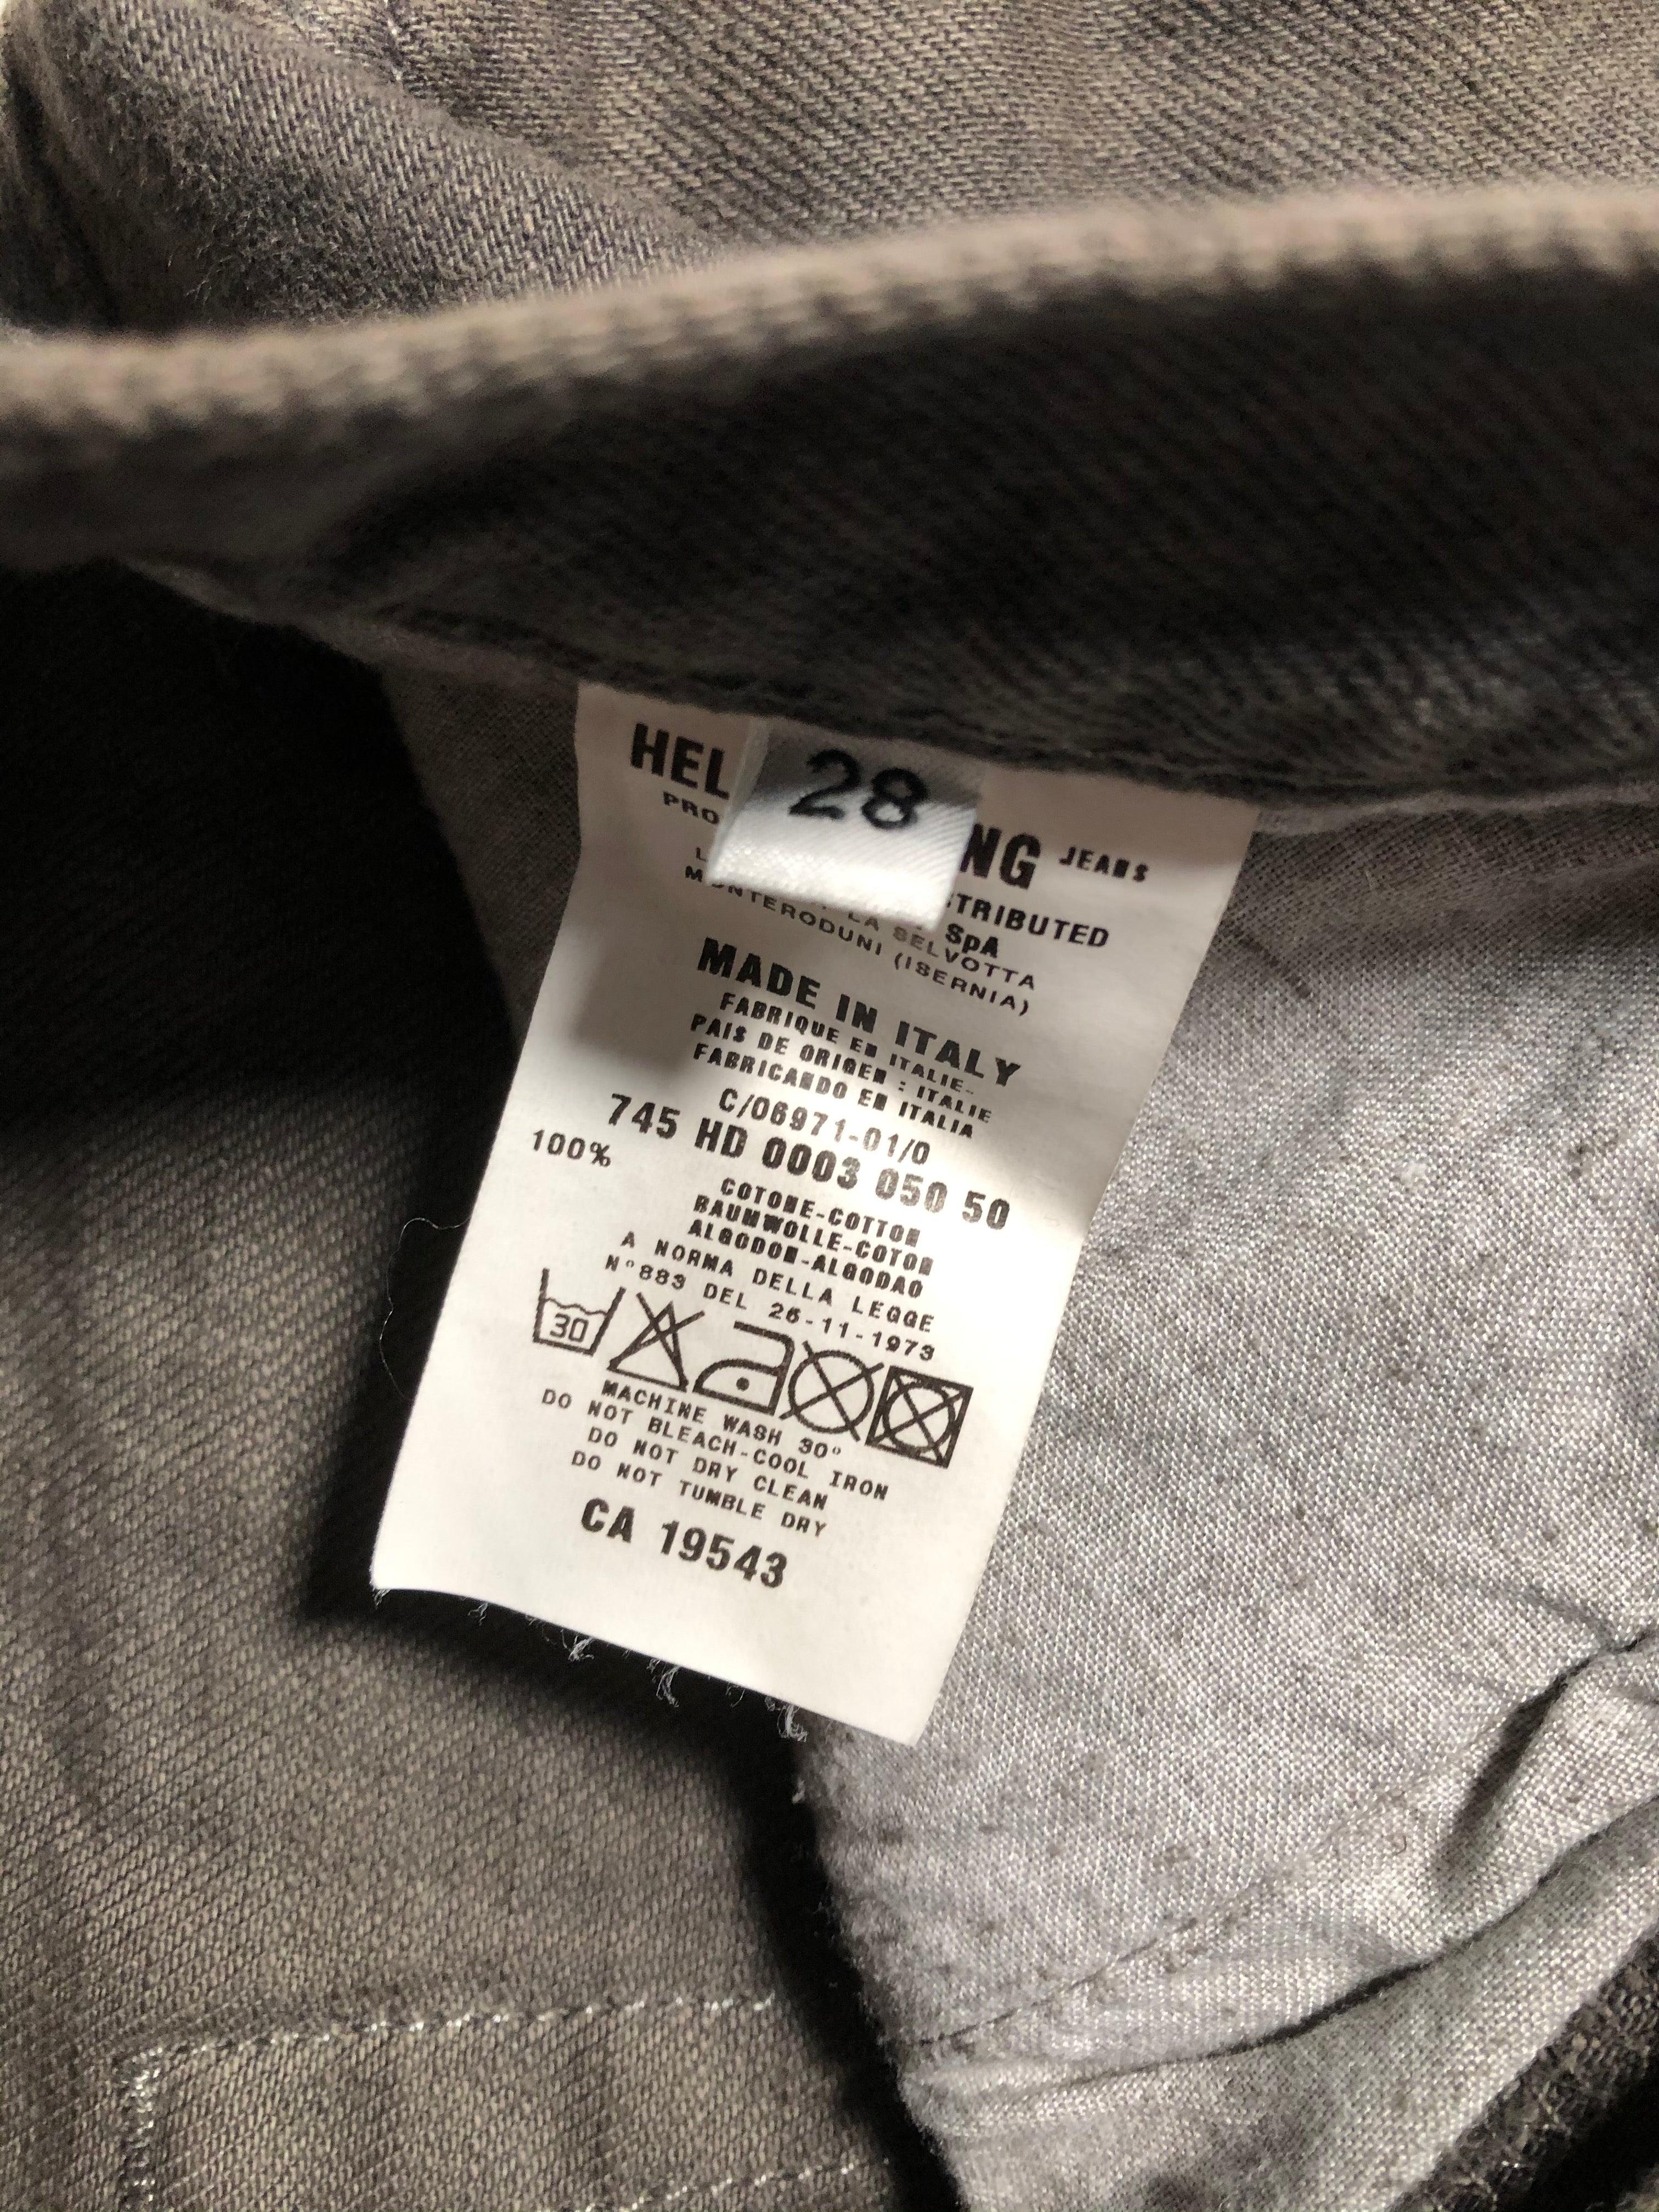 28
HEL NG JEANS
PRO STRIBUTED
SpA
LA SELVOTTA
MONTERODUNI (ISERNIA)
MADE IN ITALY
FABRIQUE EN ITALIE
PAIS DE ORIGEN : ITALIE
FABRICANDO EN ITALIA
C/06971-01/0
745 HD 0003 050 50
100%
COTONE-COTTON
BAUMWOLLE-COTON
ALGODON-ALGODAO
A NORMA DELLA LEGGE
N°883 DEL 26-11-1973
30
MACHINE WASH 30°
DO NOT BLEACH-COOL IRON
DO NOT DRY CLEAN
DO NOT TUMBLE DRY
CA 19543